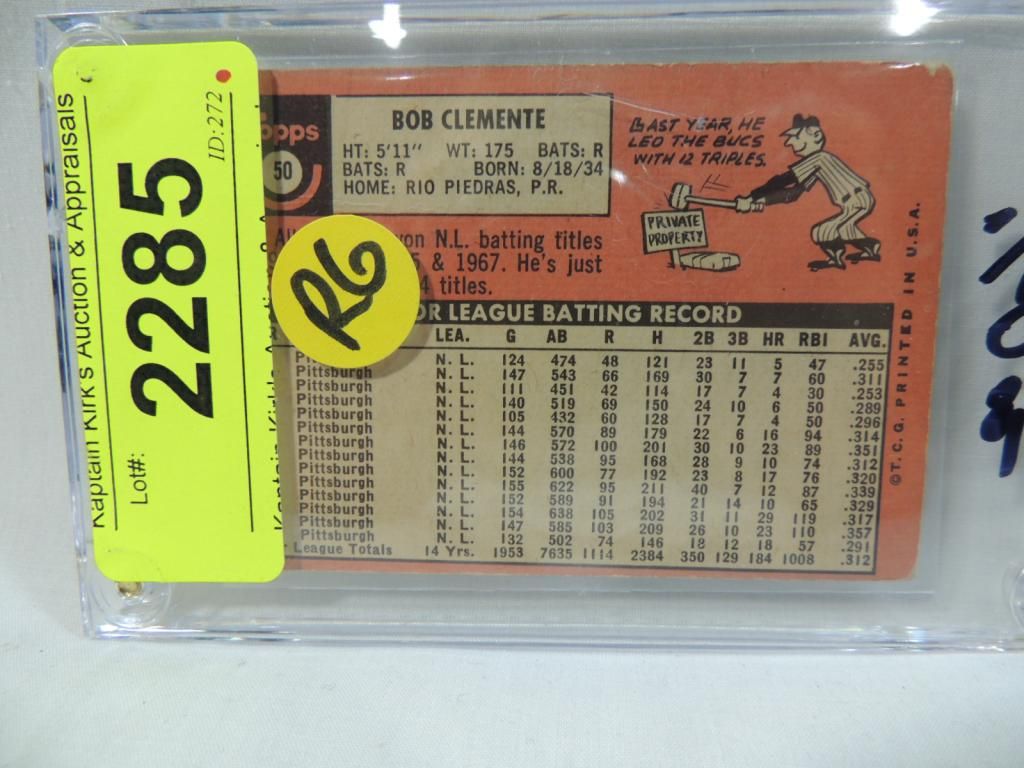 Kaptain Kirk's Auction & Appraisals
Lot#:
2285
ID:272
R6
opps
50
BOB CLEMENTE
HT: 5'11" WT: 175 BATS: R
BATS: R BORN: 8/18/34
HOME: RIO PIEDRAS, P.R.
LAST YEAR, HE
LED THE BUCS
WITH 12 TRIPLES.
PRIVATE
PROPERTY
won N.L. batting titles
& 1967. He's just
titles.
OR LEAGUE BATTING RECORD
LEA. G AB R H 2B 3B HR RBI AVG.
N. L. 124 474 48 121 23 11 5 47 .255
Pittsburgh N. L. 147 543 66 169 30 7 7 60 .311
Pittsburgh N. L. 111 451 42 114 17 7 4 30 .253
Pittsburgh N. L. 140 519 69 150 24 10 6 50 .289
Pittsburgh N. L. 105 432 60 128 17 7 4 50 .296
Pittsburgh N. L. 144 570 89 179 22 6 16 94 .314
Pittsburgh N. L. 146 572 100 201 30 10 23 89 .351
Pittsburgh N. L. 144 538 95 168 28 9 10 74 .312
Pittsburgh N. L. 152 600 77 192 23 8 17 76 .320
Pittsburgh N. L. 155 622 95 211 40 7 12 87 .339
Pittsburgh N. L. 152 589 91 194 21 14 10 65 .329
Pittsburgh N. L. 154 638 105 202 31 11 29 119 .317
Pittsburgh N. L. 147 585 103 209 26 10 23 110 .357
Pittsburgh N. L. 132 502 74 146 18 12 18 57 .291
League Totals 14 Yrs. 1953 7635 1114 2384 350 129 184 1008 .312
©T.C.G. PRINTED IN U.S.A.